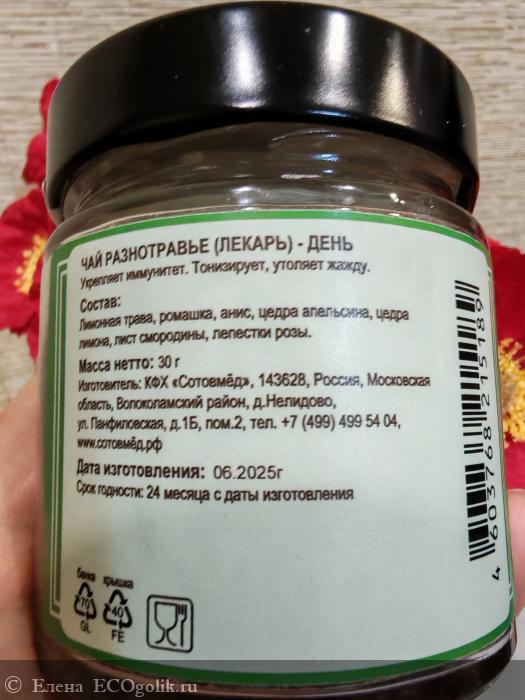 ЧАЙ РАЗНОТРАВЬЕ (ЛЕКАРЬ) - ДЕНЬ
Укрепляет иммунитет. Тонизирует, утоляет жажду.
Состав:
Лимонная трава, ромашка, анис, цедра апельсина, цедра
лимона, лист смородины, лепестки розы.
Масса нетто: 30 г
Изготовитель: КФХ «Сотовмёд», 143628, Россия, Московская
область, Волоколамский район, д.Нелидово,
ул. Панфиловская, д.1Б, пом.2, тел. +7 (499) 499 54 04,
www.сотовмёд.рф
Дата изготовления: 06.2025г
Срок годности: 24 месяца с даты изготовления
банка крышка
70 40
GL FE
4 603768 215189
© Елена ECOgolik.ru